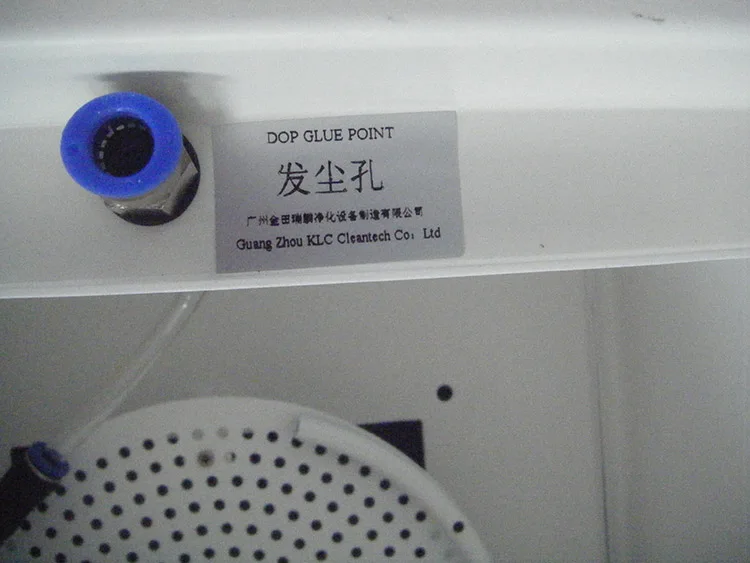 DOP GLUE POINT
发尘孔
广州金田瑞麟净化设备制造有限公司
Guang Zhou KLC Cleantech Co; Ltd